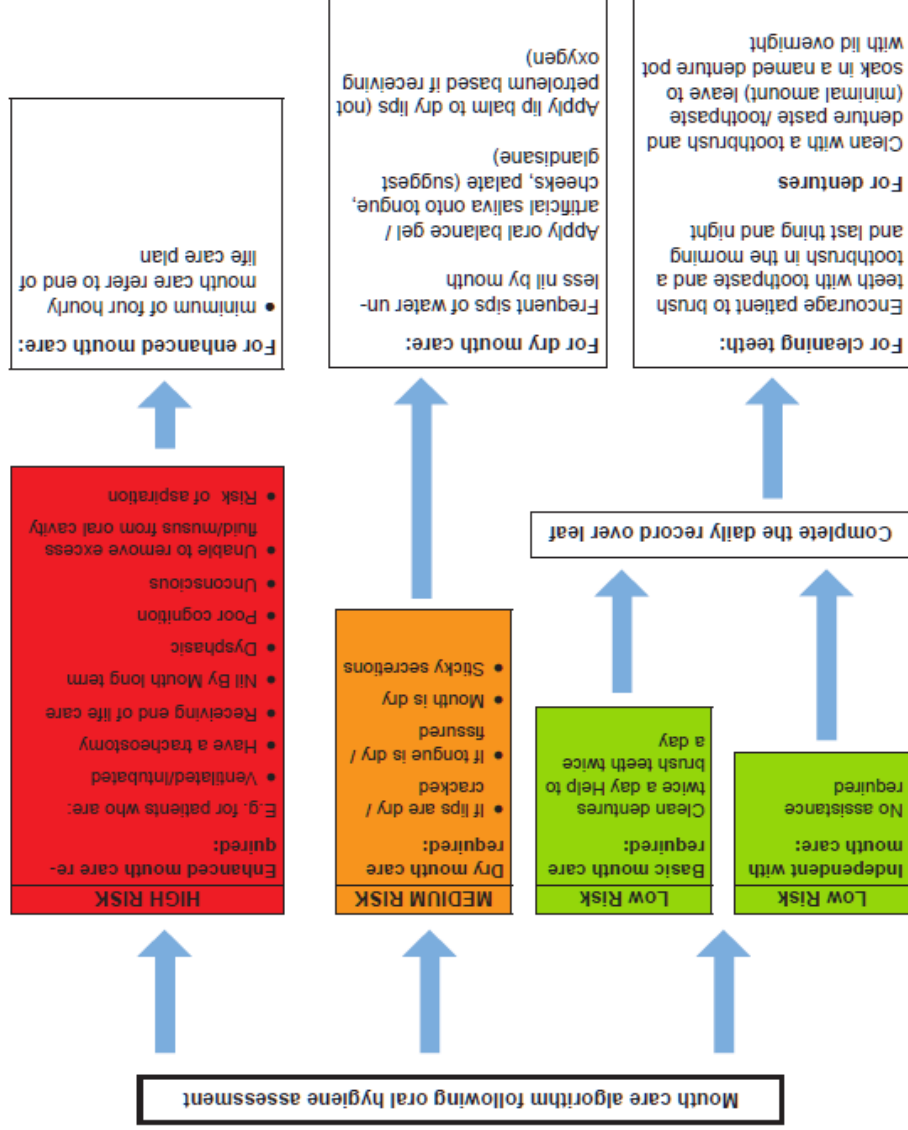 Mouth care algorithm following oral hygiene assessment
Low Risk
Independent with
mouth care:
No assistance
required
Low Risk
Basic mouth care
required:
Clean dentures
twice a day Help to
brush teeth twice
a day
MEDIUM RISK
Dry mouth care
required:
• If lips are dry /
cracked
• If tongue is dry /
fissured
• Mouth is dry
• Sticky secretions
HIGH RISK
Enhanced mouth care re-
quired:
E.g. for patients who are:
• Ventilated/intubated
• Have a tracheostomy
• Receiving end of life care
• Nil By Mouth long term
• Dysphasic
• Poor cognition
• Unconscious
• Unable to remove excess
fluid/musus from oral cavity
• Risk of aspiration
Complete the daily record over leaf
For cleaning teeth:
Encourage patient to brush
teeth with toothpaste and a
toothbrush in the morning
and last thing and night
For dentures
Clean with a toothbrush and
denture paste /toothpaste
(minimal amount) leave to
soak in a named denture pot
with lid overnight
For dry mouth care:
Frequent sips of water un-
less nil by mouth
Apply oral balance gel /
artificial saliva onto tongue,
cheeks, palate (suggest
glandisane)
Apply lip balm to dry lips (not
petroleum based if receiving
oxygen)
For enhanced mouth care:
• minimum of four hourly
mouth care refer to end of
life care plan